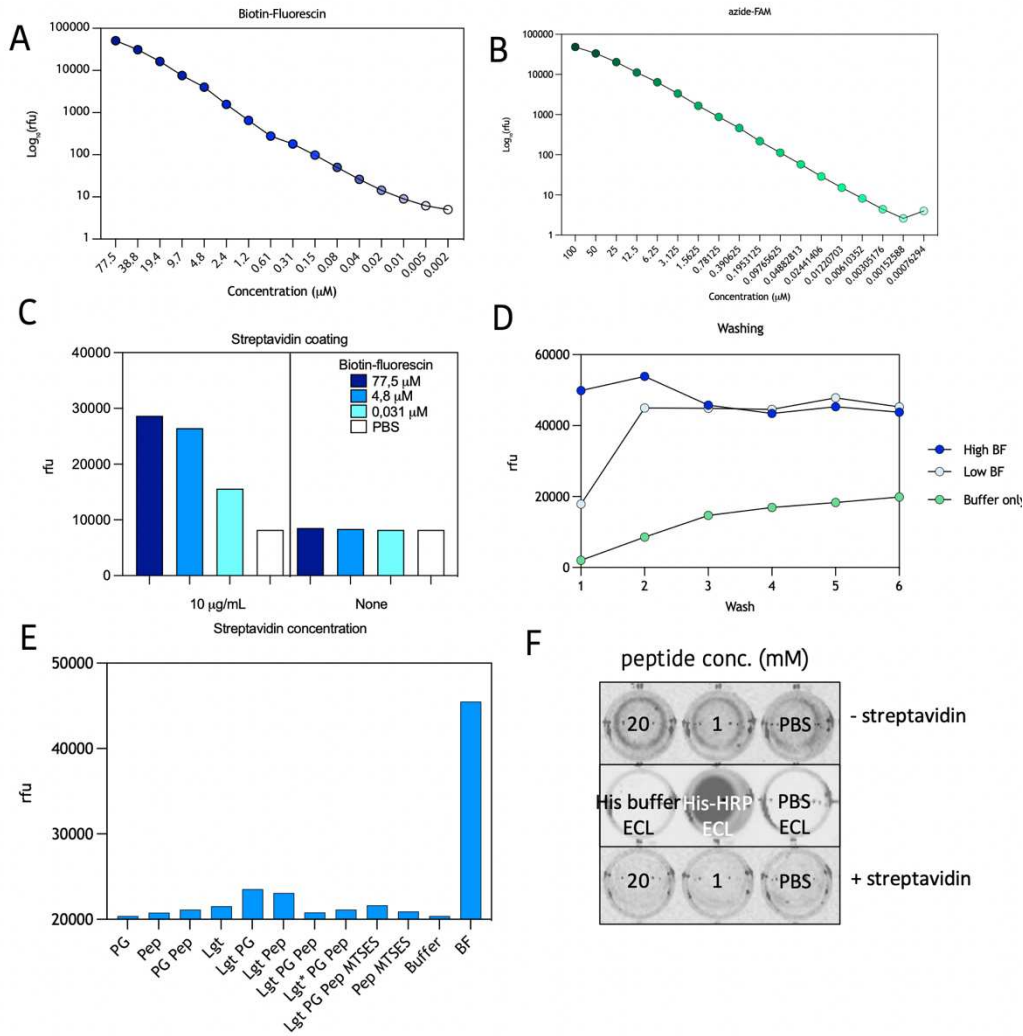 A
Biotin-Fluorescin
100000
10000
1000
100
10
1
Log₁₀(rfu)
77.5
38.8
19.4
9.7
4.8
2.4
1.2
0.61
0.31
0.15
0.08
0.04
0.02
0.01
0.005
0.002
Concentration (μM)
B
azide-FAM
100000
10000
1000
100
10
1
Log₁₀(rfu)
100
50
25
12.5
6.25
3.125
1.5625
0.78125
0.390625
0.1953125
0.09765625
0.04882813
0.02441406
0.01220703
0.00610352
0.00305176
0.00152588
0.00076294
Concentration (μM)
C
Streptavidin coating
40000
30000
20000
10000
0
rfu
Biotin-fluorescin
77,5 μM
4,8 μM
0,031 μM
PBS
10 μg/mL
None
Streptavidin concentration
D
Washing
60000
40000
20000
0
rfu
1
2
3
4
5
6
Wash
High BF
Low BF
Buffer only
E
50000
40000
30000
20000
rfu
PG
Pep
PG Pep
Lgt
Lgt PG
Lgt Pep
Lgt PG Pep
Lgt* PG Pep
Lgt PG Pep MTSES
Pep MTSES
Buffer
BF
F
peptide conc. (mM)
20 1 PBS
- streptavidin
His buffer His-HRP PBS
ECL ECL ECL
20 1 PBS
+ streptavidin